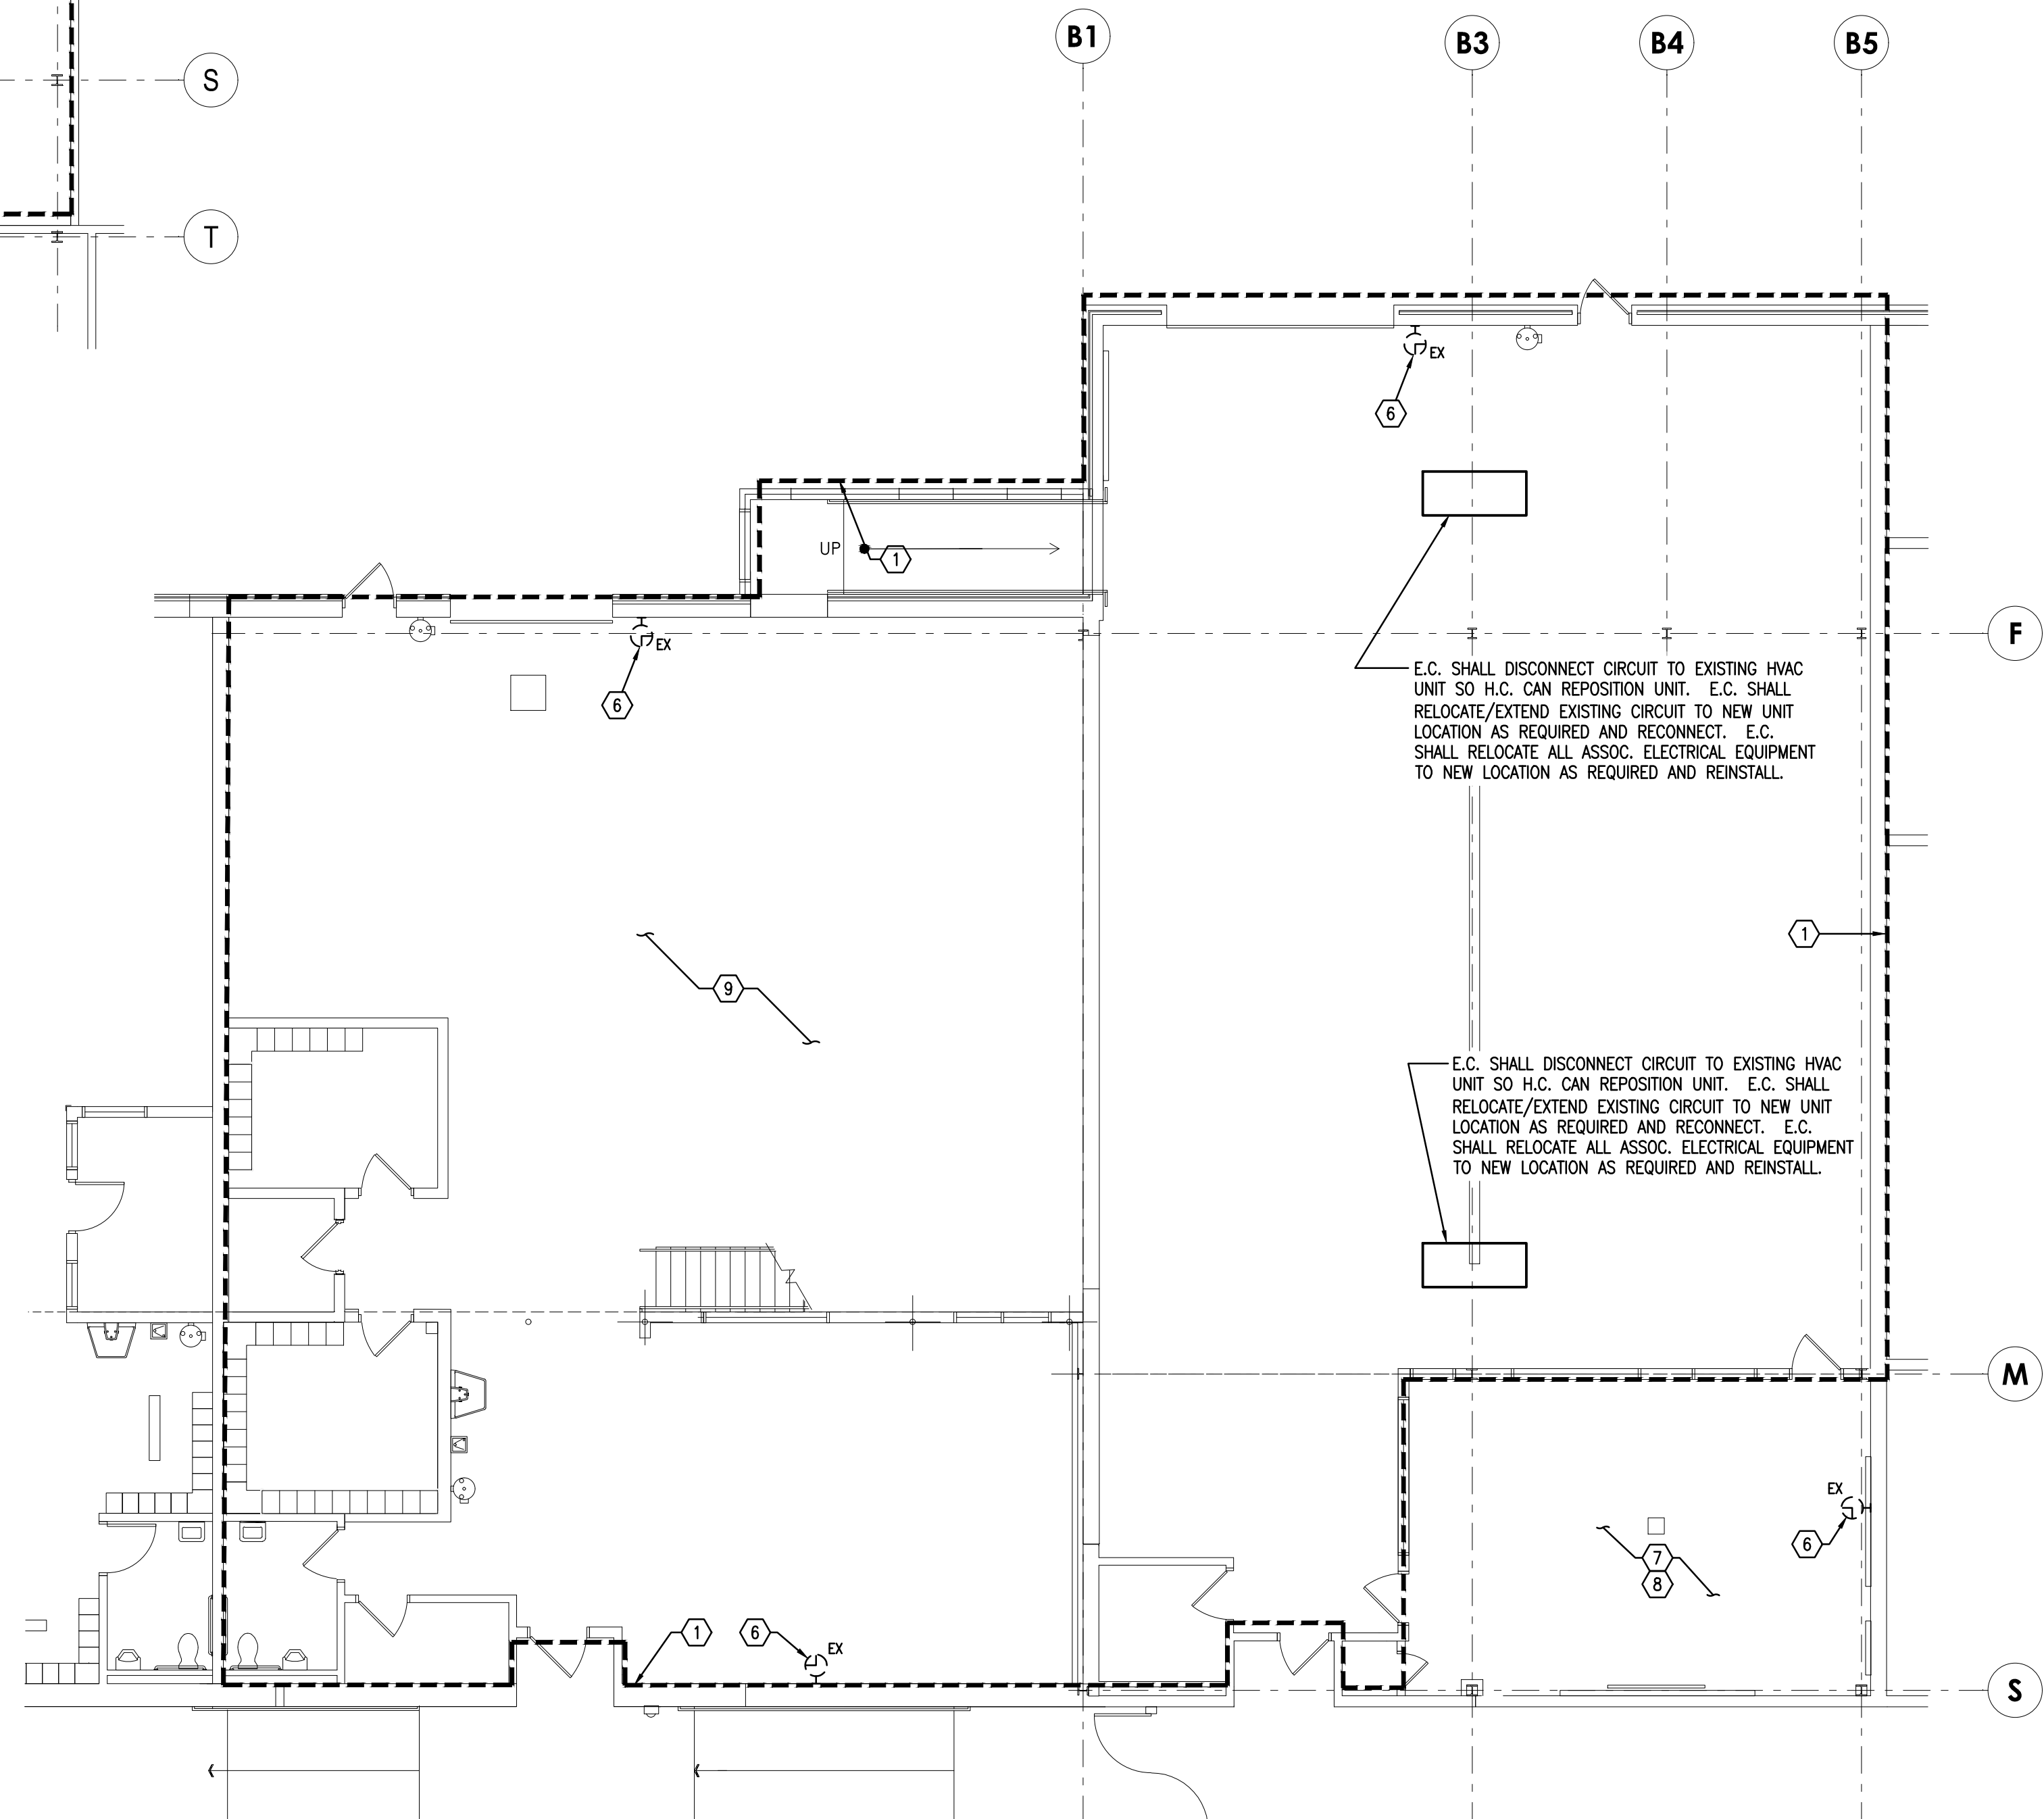 B1
B3
B4
B5
S
T
EX
6
UP
1
F
EX
6
E.C. SHALL DISCONNECT CIRCUIT TO EXISTING HVAC
UNIT SO H.C. CAN REPOSITION UNIT. E.C. SHALL
RELOCATE/EXTEND EXISTING CIRCUIT TO NEW UNIT
LOCATION AS REQUIRED AND RECONNECT. E.C.
SHALL RELOCATE ALL ASSOC. ELECTRICAL EQUIPMENT
TO NEW LOCATION AS REQUIRED AND REINSTALL.
1
9
E.C. SHALL DISCONNECT CIRCUIT TO EXISTING HVAC
UNIT SO H.C. CAN REPOSITION UNIT. E.C. SHALL
RELOCATE/EXTEND EXISTING CIRCUIT TO NEW UNIT
LOCATION AS REQUIRED AND RECONNECT. E.C.
SHALL RELOCATE ALL ASSOC. ELECTRICAL EQUIPMENT
TO NEW LOCATION AS REQUIRED AND REINSTALL.
M
EX
6
7
8
1
6
EX
S